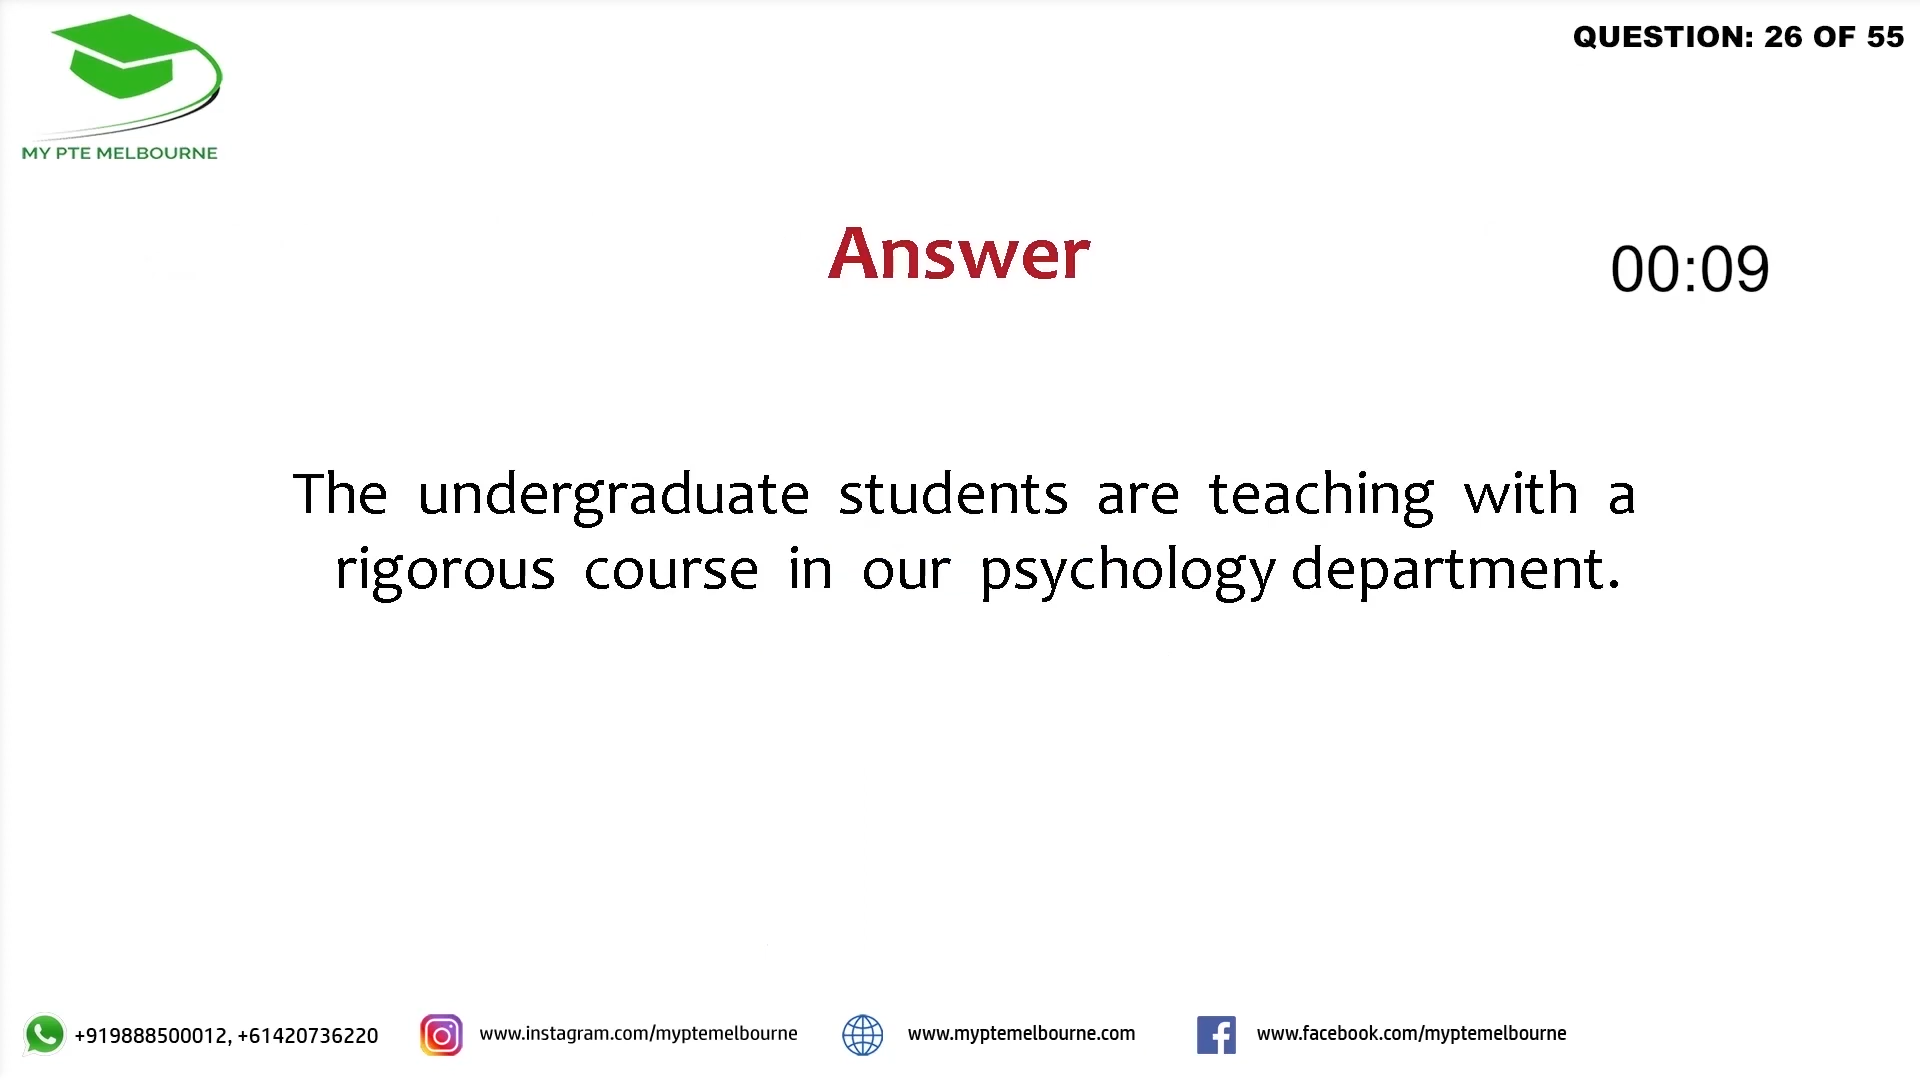 QUESTION: 26 OF 55
MY PTE MELBOURNE
Answer
00:09
The undergraduate students are teaching with a
rigorous course in our psychology department.
+919888500012, +61420736220
www.instagram.com/myptemelbourne
www.myptemelbourne.com
www.facebook.com/myptemelbourne